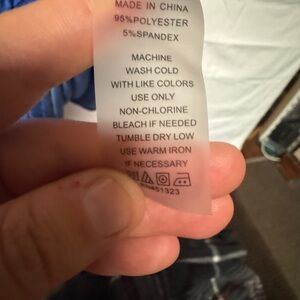 MADE IN CHINA
95%POLYESTER
5%SPANDEX
MACHINE
WASH COLD
WITH LIKE COLORS
USE ONLY
NON-CHLORINE
BLEACH IF NEEDED
TUMBLE DRY LOW
USE WARM IRON
IF NECESSARY